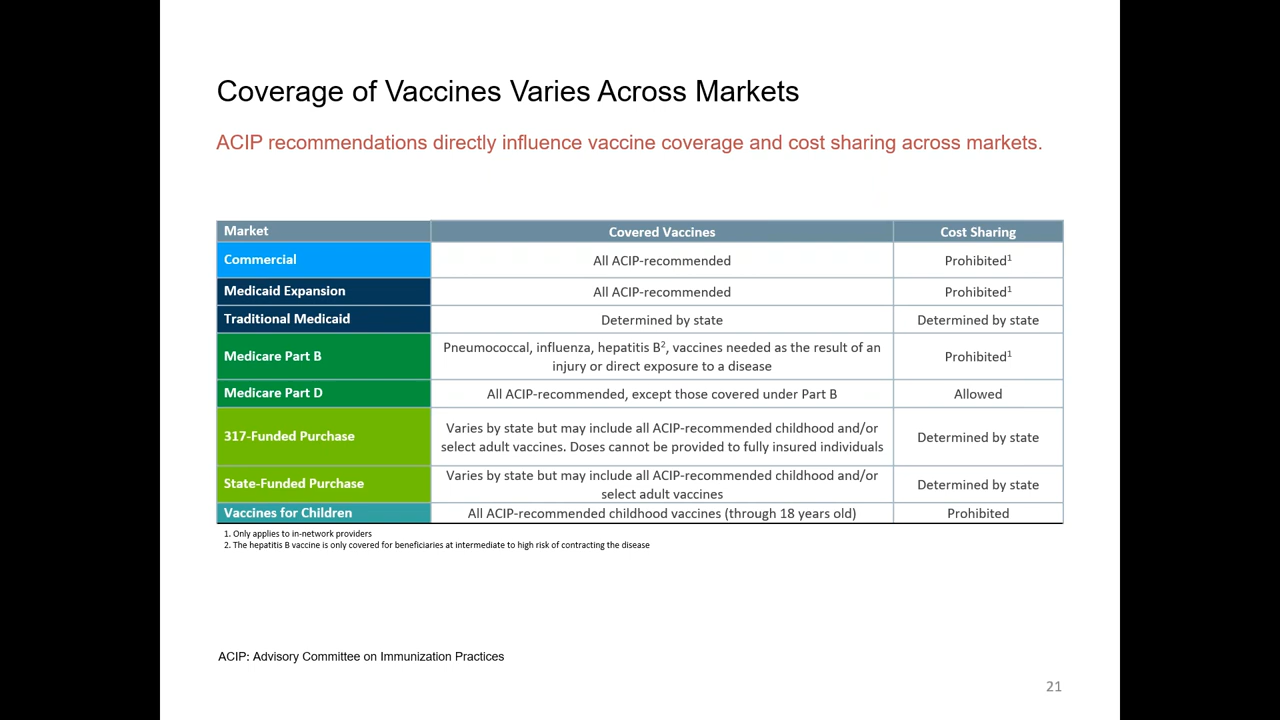 Coverage of Vaccines Varies Across Markets
ACIP recommendations directly influence vaccine coverage and cost sharing across markets.
Market Covered Vaccines Cost Sharing
Commercial All ACIP-recommended Prohibited¹
Medicaid Expansion All ACIP-recommended Prohibited¹
Traditional Medicaid Determined by state Determined by state
Medicare Part B Pneumococcal, influenza, hepatitis B², vaccines needed as the result of an
injury or direct exposure to a disease Prohibited¹
Medicare Part D All ACIP-recommended, except those covered under Part B Allowed
317-Funded Purchase Varies by state but may include all ACIP-recommended childhood and/or
select adult vaccines. Doses cannot be provided to fully insured individuals Determined by state
State-Funded Purchase Varies by state but may include all ACIP-recommended childhood and/or
select adult vaccines Determined by state
Vaccines for Children All ACIP-recommended childhood vaccines (through 18 years old) Prohibited
1. Only applies to in-network providers
2. The hepatitis B vaccine is only covered for beneficiaries at intermediate to high risk of contracting the disease
ACIP: Advisory Committee on Immunization Practices
21